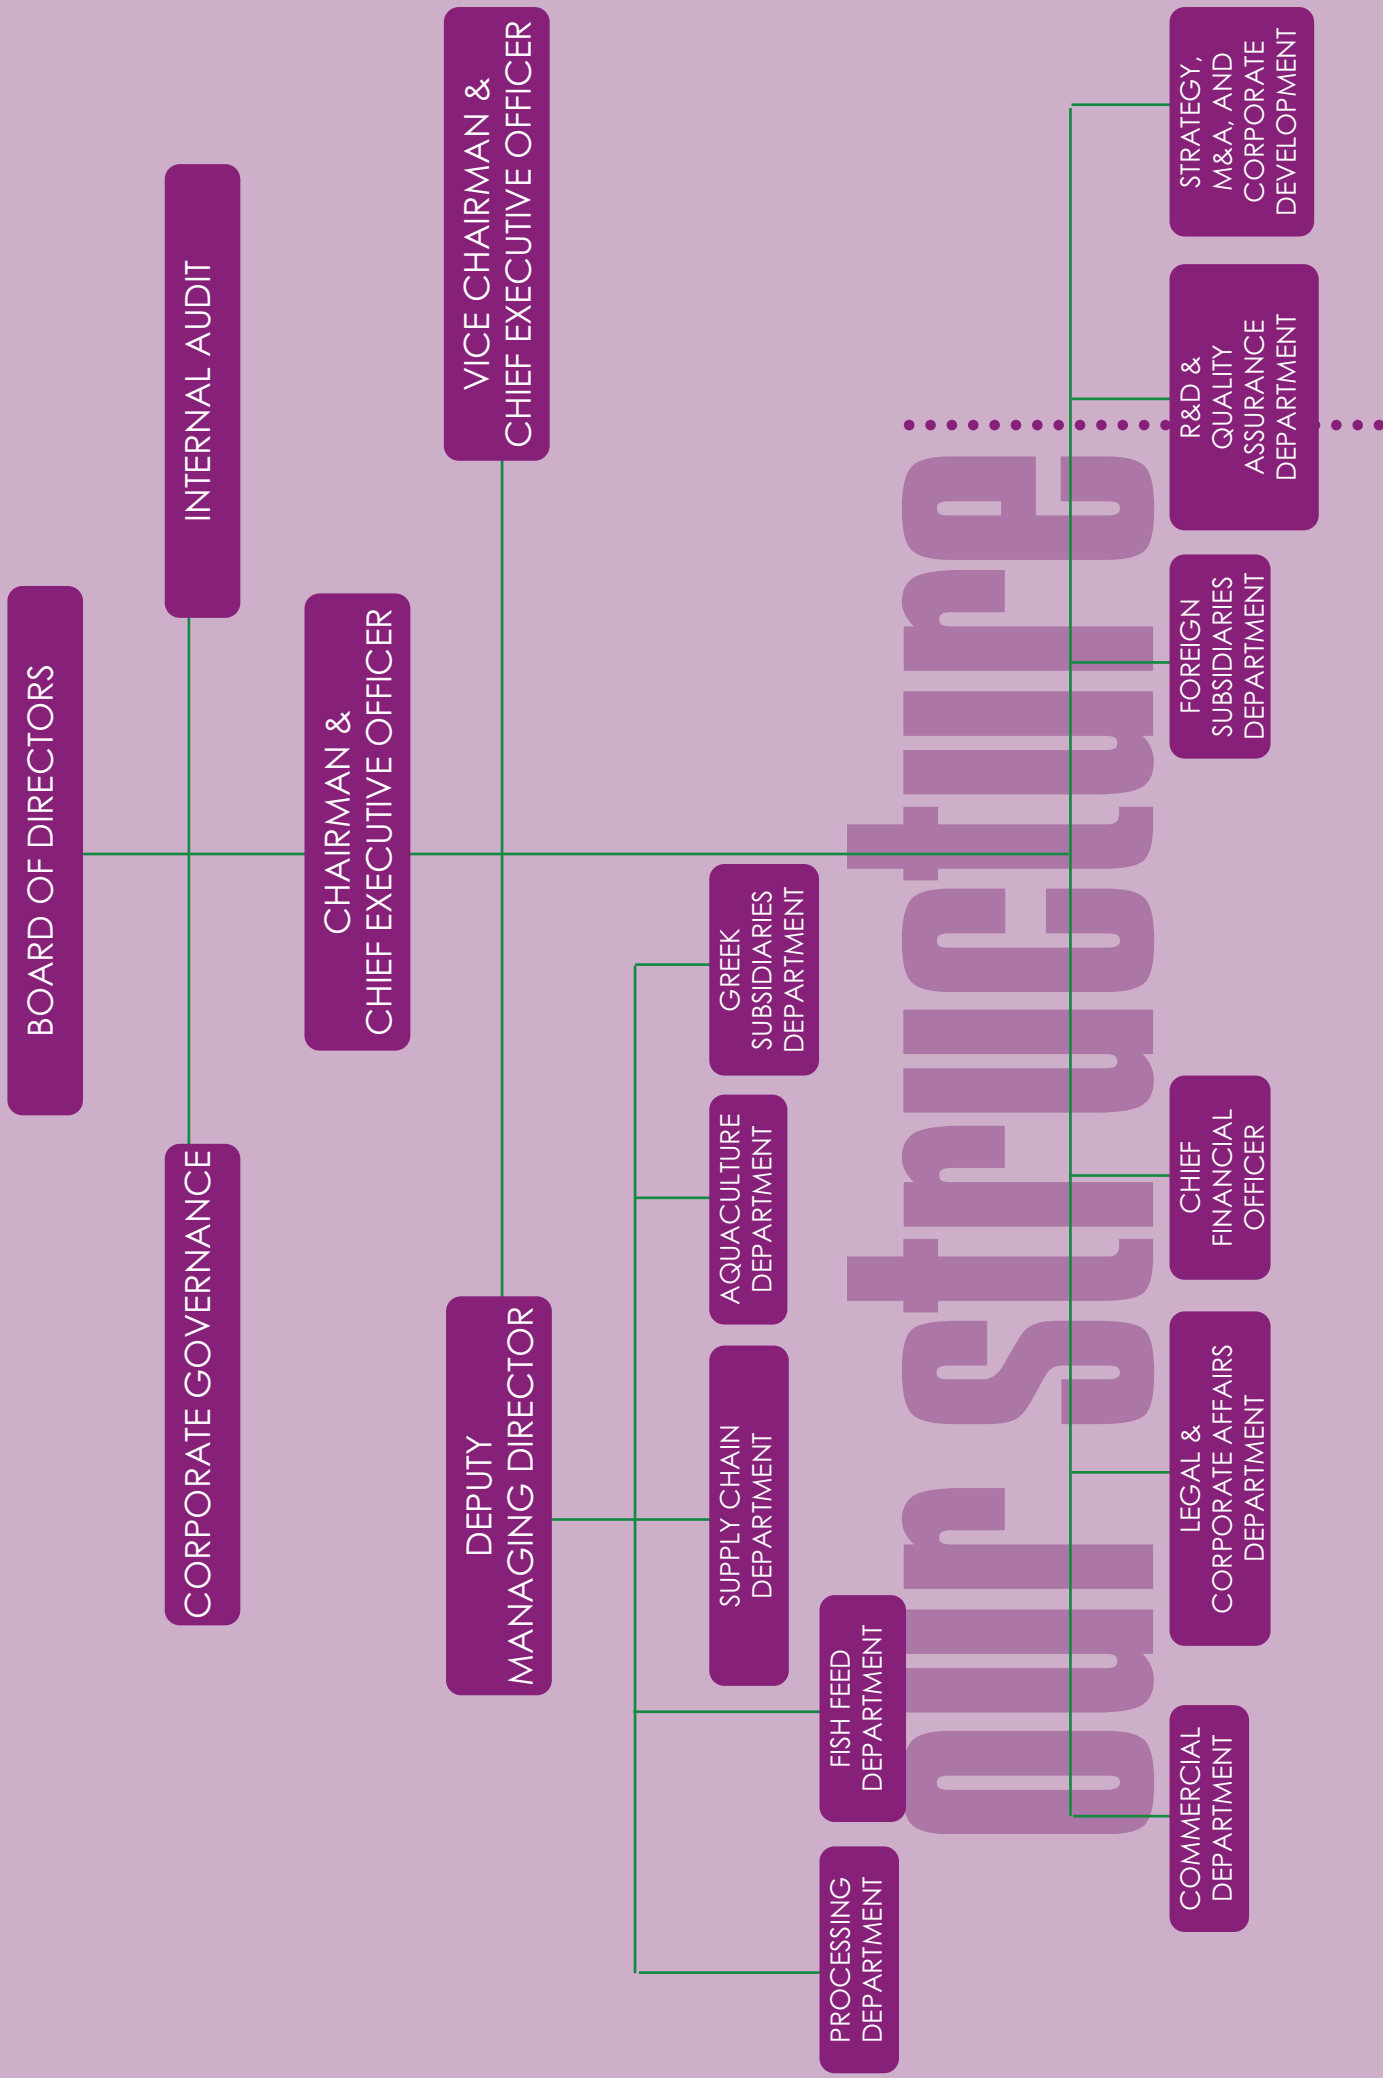 BOARD OF DIRECTORS
CORPORATE GOVERNANCE
INTERNAL AUDIT
CHAIRMAN &
CHIEF EXECUTIVE OFFICER
DEPUTY
MANAGING DIRECTOR
VICE CHAIRMAN &
CHIEF EXECUTIVE OFFICER
SUPPLY CHAIN
DEPARTMENT
AQUACULTURE
DEPARTMENT
GREEK
SUBSIDIARIES
DEPARTMENT
PROCESSING
DEPARTMENT
FISH FEED
DEPARTMENT
our structure
COMMERCIAL
DEPARTMENT
LEGAL &
CORPORATE AFFAIRS
DEPARTMENT
CHIEF
FINANCIAL
OFFICER
FOREIGN
SUBSIDIARIES
DEPARTMENT
R&D &
QUALITY
ASSURANCE
DEPARTMENT
STRATEGY,
M&A, AND
CORPORATE
DEVELOPMENT